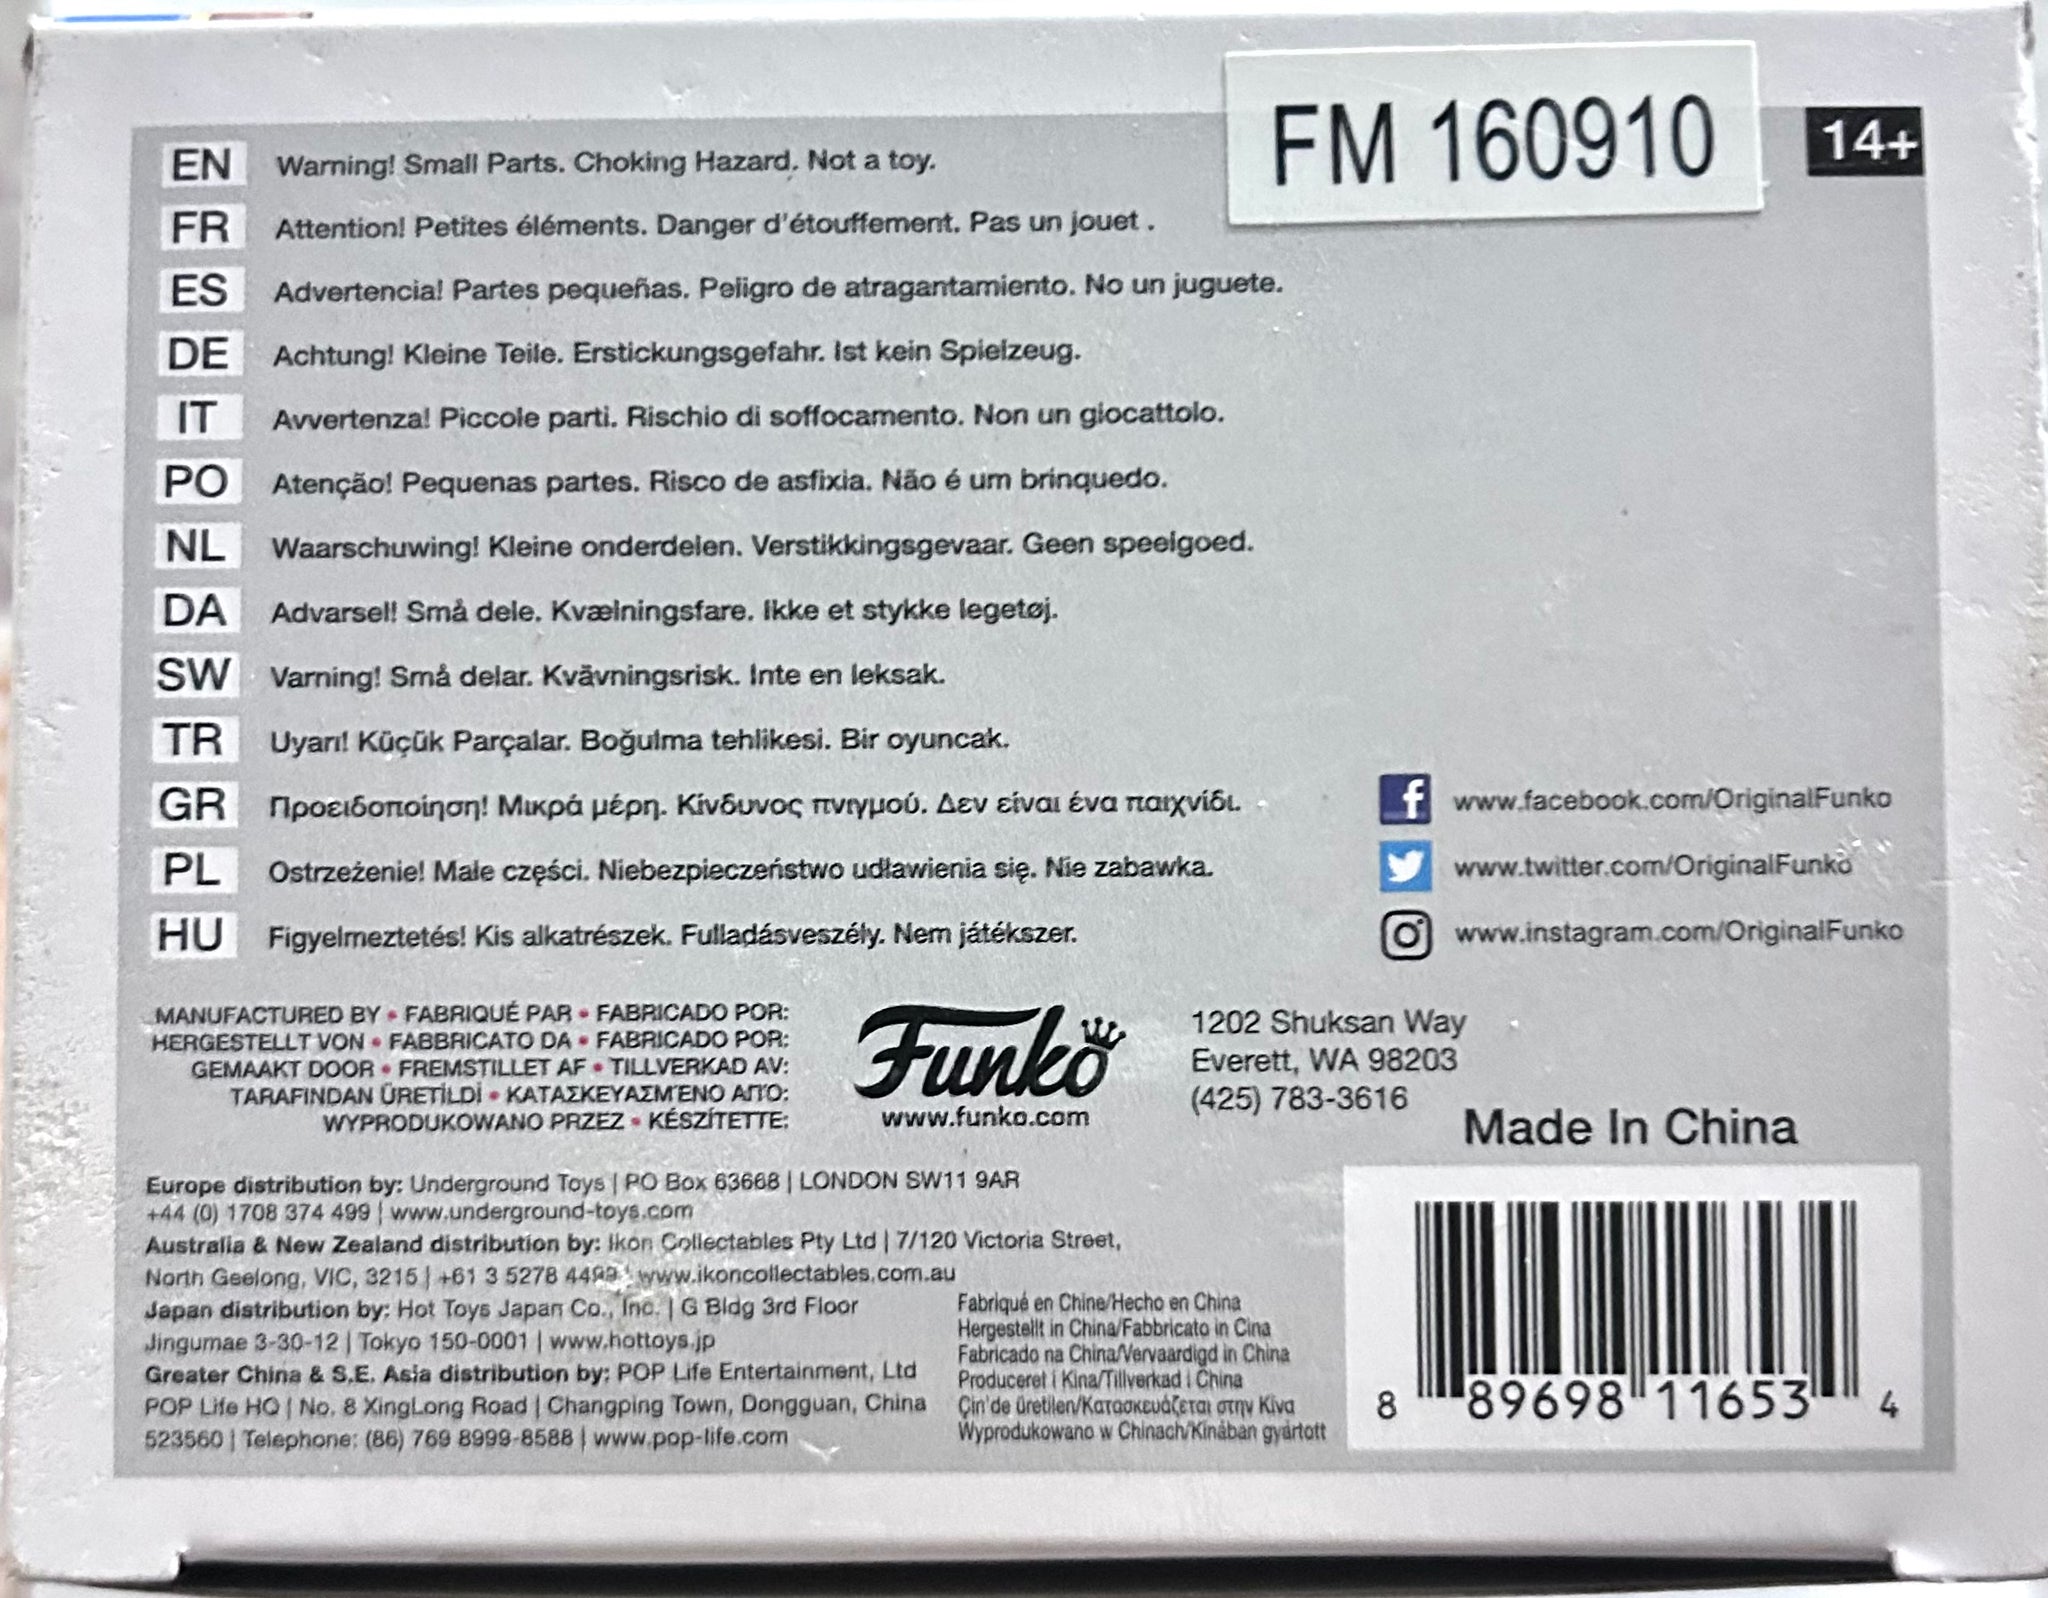 FM 160910
14+
EN Warning! Small Parts. Choking Hazard. Not a toy.
FR Attention! Petites éléments. Danger d'étouffement. Pas un jouet .
ES Advertencia! Partes pequeñas. Peligro de atragantamiento. No un juguete.
DE Achtung! Kleine Teile. Erstickungsgefahr. Ist kein Spielzeug.
IT Avvertenza! Piccole parti. Rischio di soffocamento. Non un giocattolo.
PO Atenção! Pequenas partes. Risco de asfixia. Não é um brinquedo.
NL Waarschuwing! Kleine onderdelen. Verstikkingsgevaar. Geen speelgoed.
DA Advarsel! Små dele. Kvælningsfare. Ikke et stykke legetøj.
SW Varning! Små delar. Kvävningsrisk. Inte en leksak.
TR Uyarı! Küçük Parçalar. Boğulma tehlikesi. Bir oyuncak.
GR Προειδοποίηση! Μικρά μέρη. Κίνδυνος πνιγμού. Δεν είναι ένα παιχνίδι.
PL Ostrzeżenie! Małe części. Niebezpieczeństwo udławienia się. Nie zabawka.
HU Figyelmeztetés! Kis alkatrészek. Fulladásveszély. Nem játékszer.
www.facebook.com/OriginalFunko
www.twitter.com/OriginalFunko
www.instagram.com/OriginalFunko
MANUFACTURED BY • FABRIQUÉ PAR • FABRICADO POR:
HERGESTELLT VON • FABBRICATO DA • FABRICADO POR:
GEMAAKT DOOR • FREMSTILLET AF • TILLVERKAD AV:
TARAFINDAN ÜRETİLDİ • ΚΑΤΑΣΚΕΥΑΣΜΈΝΟ ΑΠΌ:
WYPRODUKOWANO PRZEZ • KÉSZÍTETTE:
Funko
www.funko.com
1202 Shuksan Way
Everett, WA 98203
(425) 783-3616
Made In China
Europe distribution by: Underground Toys | PO Box 63668 | LONDON SW11 9AR
+44 (0) 1708 374 499 | www.underground-toys.com
Australia & New Zealand distribution by: Ikon Collectables Pty Ltd | 7/120 Victoria Street,
North Geelong, VIC, 3215 | +61 3 5278 4499 | www.ikoncollectables.com.au
Japan distribution by: Hot Toys Japan Co., Inc. | G Bldg 3rd Floor
Jingumae 3-30-12 | Tokyo 150-0001 | www.hottoys.jp
Greater China & S.E. Asia distribution by: POP Life Entertainment, Ltd
POP Life HQ | No. 8 XingLong Road | Changping Town, Dongguan, China
523560 | Telephone: (86) 769 8999-8588 | www.pop-life.com
Fabriqué en Chine/Hecho en China
Hergestellt in China/Fabbricato in Cina
Fabricado na China/Vervaardigd in China
Produceret i Kina/Tillverkad i China
Çin'de üretilen/Κατασκευάζεται στην Κίνα
Wyprodukowano w Chinach/Kínában gyártott
8 89698 11653 4